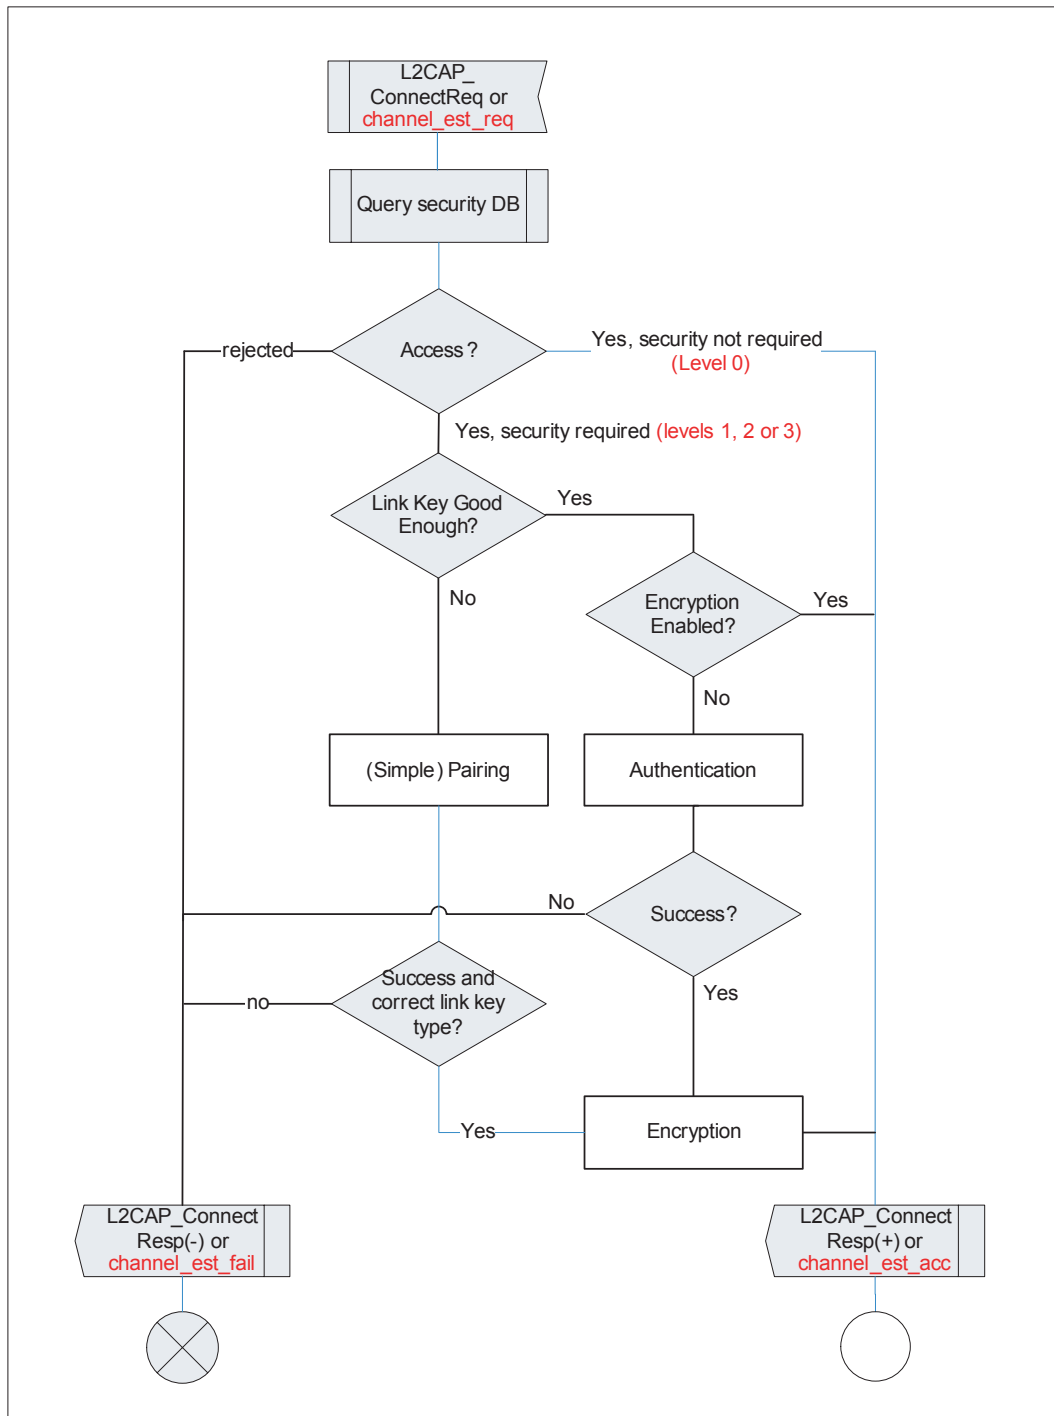 L2CAP_
ConnectReq or
channel_est_req
Query security DB
Access?
rejected
Yes, security not required
(Level 0)
Yes, security required (levels 1, 2 or 3)
Link Key Good
Enough?
Yes
No
Encryption
Enabled?
Yes
No
(Simple) Pairing
Authentication
No
Success?
Success and
correct link key
type?
no
Yes
Yes
Encryption
L2CAP_Connect
Resp(-) or
channel_est_fail
L2CAP_Connect
Resp(+) or
channel_est_acc